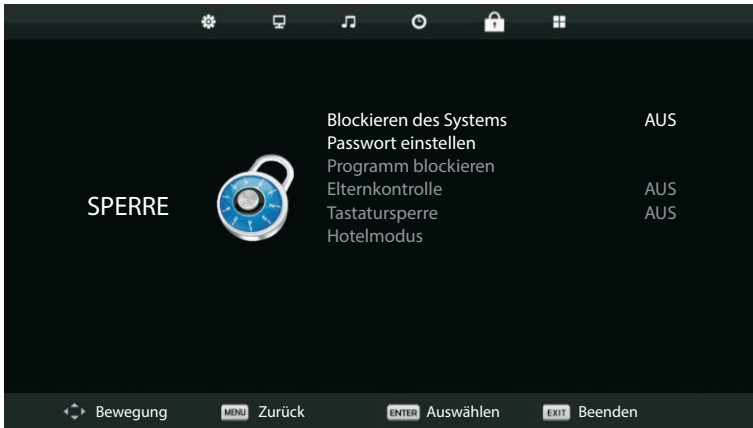 Blockieren des Systems AUS
Passwort einstellen
Programm blockieren
Elternkontrolle AUS
SPERRE
Tastatursperre AUS
Hotelmodus
Bewegung MENU Zurück ENTER Auswählen EXIT Beenden